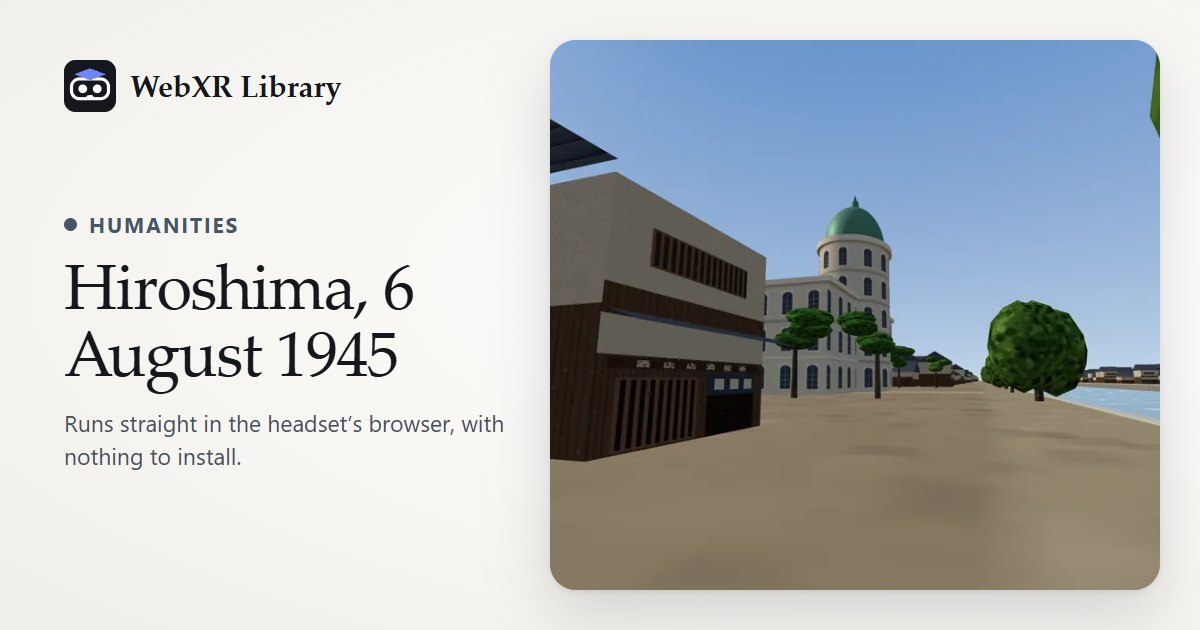 WebXR Library
HUMANITIES
Hiroshima, 6
August 1945
Runs straight in the headset’s browser, with
nothing to install.